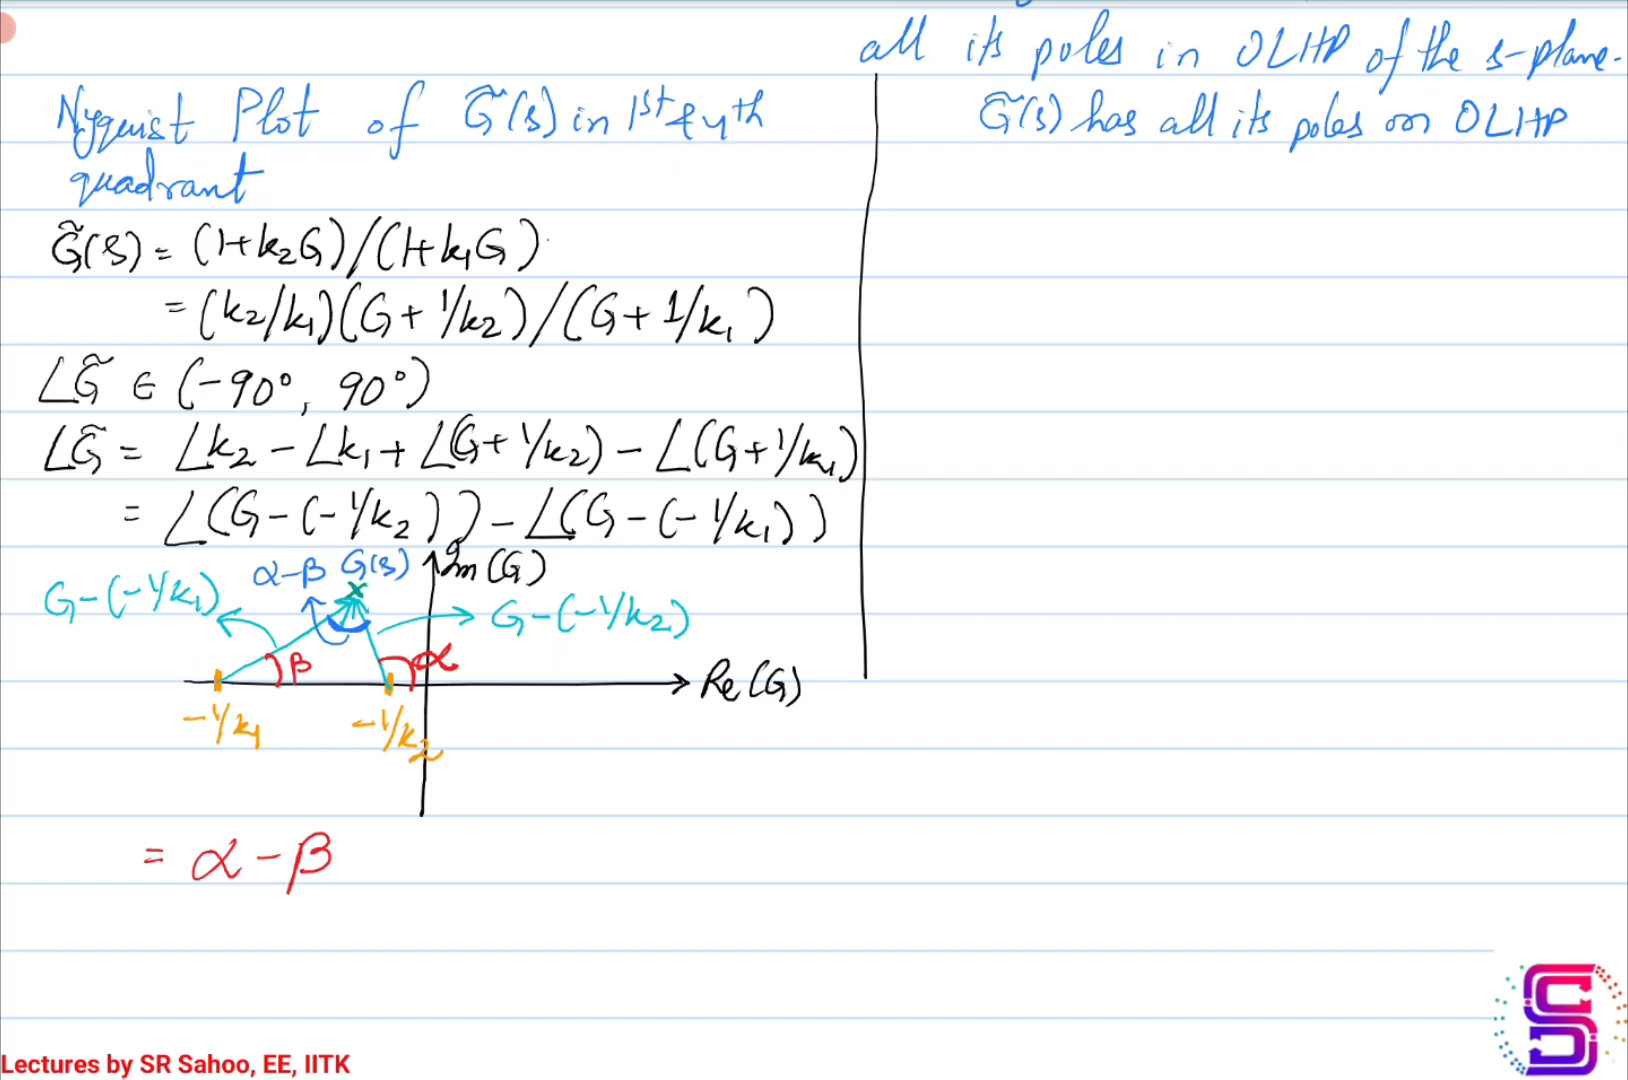 all its poles in OLHP of the s-plane.
G̃(s) has all its poles on OLHP
Nyquist Plot of G̃(s) in 1st & 4th
quadrant
G̃(s) = (1+k₂G)/(1+k₁G)
= (k₂/k₁)(G + 1/k₂)/(G + 1/k₁)
∠G̃ ∈ (-90°, 90°)
∠G̃ = ∠k₂ - ∠k₁ + ∠(G + 1/k₂) - ∠(G + 1/k₁)
= ∠(G-(-1/k₂)) - ∠(G-(-1/k₁))
α-β G(s) Im(G)
G-(-1/k₁) G-(-1/k₂)
β α
Re(G)
-1/k₁ -1/k₂
= α-β
Lectures by SR Sahoo, EE, IITK